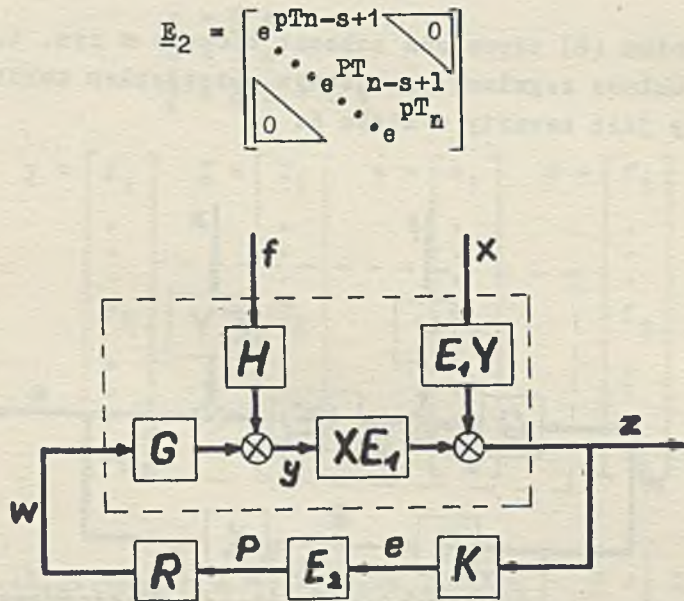 E₂ = [ e^pTn-s+1 0
e^PTn-s+1
0 e^pTn ]
f x
H E₁Y
G y XE₁ z
w
R p E₂ e K